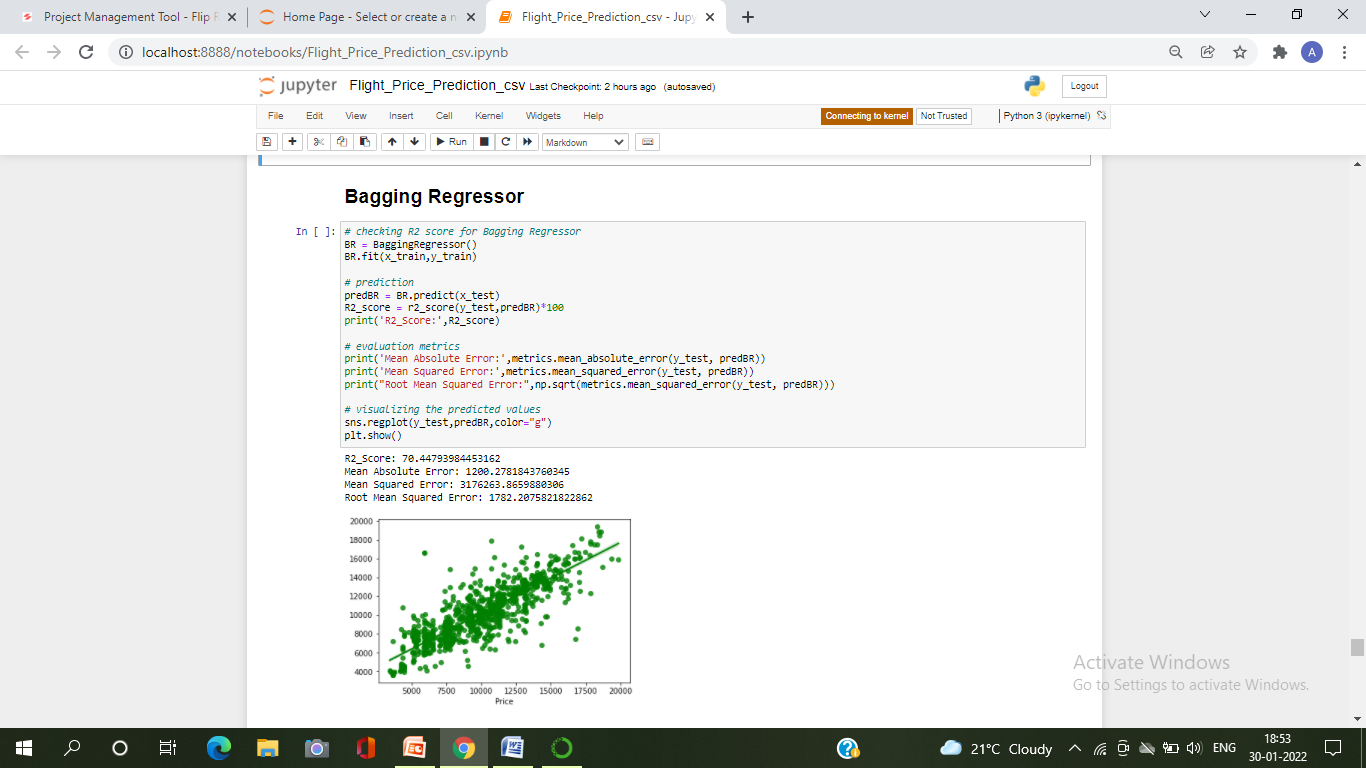 Project Management Tool - Flip R
Home Page - Select or create a n
Flight_Price_Prediction_csv - Jupy
localhost:8888/notebooks/Flight_Price_Prediction_csv.ipynb
A
jupyter Flight_Price_Prediction_csv Last Checkpoint: 2 hours ago (autosaved)
Logout
File Edit View Insert Cell Kernel Widgets Help
Connecting to kernel Not Trusted Python 3 (ipykernel)
Run Markdown
Bagging Regressor
In [ ]: # checking R2 score for Bagging Regressor
BR = BaggingRegressor()
BR.fit(x_train,y_train)
# prediction
predBR = BR.predict(x_test)
R2_score = r2_score(y_test,predBR)*100
print('R2_Score:',R2_score)
# evaluation metrics
print('Mean Absolute Error:',metrics.mean_absolute_error(y_test, predBR))
print('Mean Squared Error:',metrics.mean_squared_error(y_test, predBR))
print("Root Mean Squared Error:",np.sqrt(metrics.mean_squared_error(y_test, predBR)))
# visualizing the predicted values
sns.regplot(y_test,predBR,color="g")
plt.show()
R2_Score: 70.44793984453162
Mean Absolute Error: 1200.2781843760345
Mean Squared Error: 3176263.8659880306
Root Mean Squared Error: 1782.2075821822862
20000
18000
16000
14000
12000
10000
8000
6000
4000
5000 7500 10000 12500 15000 17500 20000
Price
Activate Windows
Go to Settings to activate Windows.
21°C Cloudy
ENG
18:53
30-01-2022